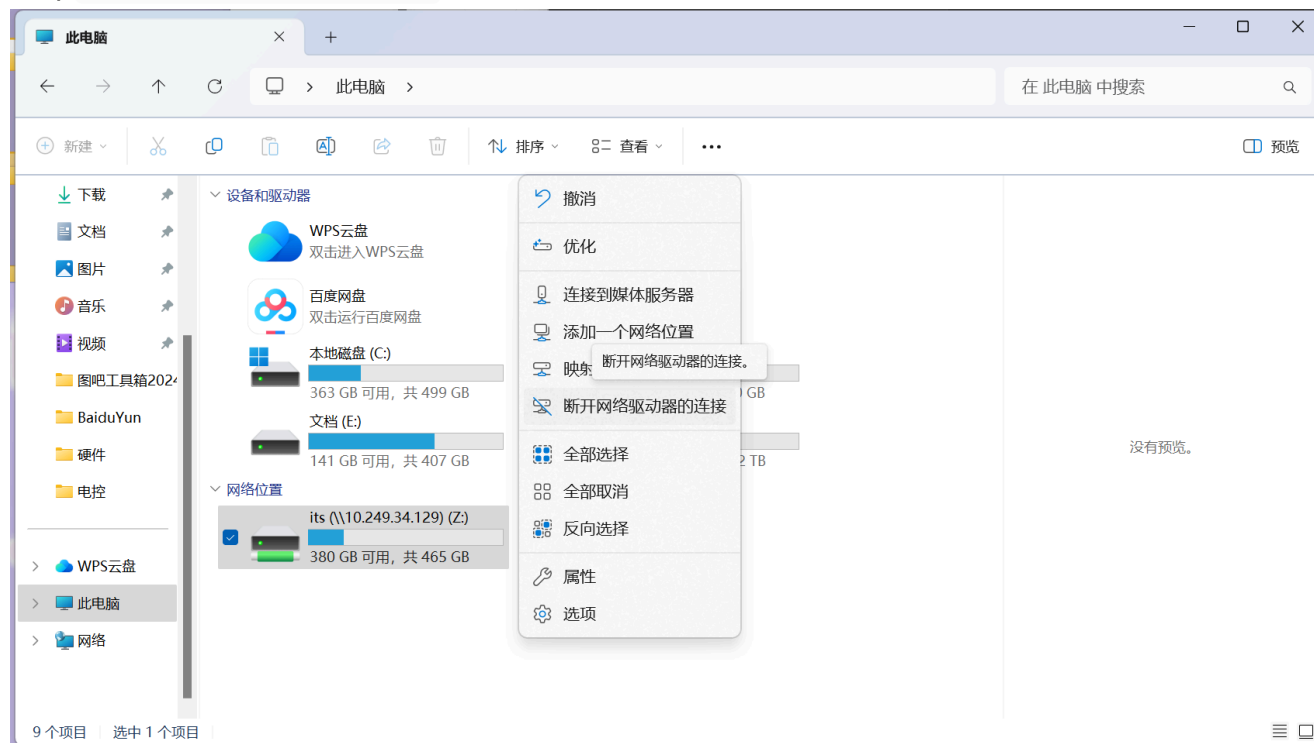 此电脑
此电脑
在 此电脑 中搜索
新建
排序
查看
预览
下载
文档
图片
音乐
视频
图吧工具箱2024
BaiduYun
硬件
电控
WPS云盘
此电脑
网络
设备和驱动器
WPS云盘
双击进入WPS云盘
百度网盘
双击运行百度网盘
本地磁盘 (C:)
363 GB 可用，共 499 GB
文档 (E:)
141 GB 可用，共 407 GB
GB
2 TB
网络位置
its (\\10.249.34.129) (Z:)
380 GB 可用，共 465 GB
撤消
优化
连接到媒体服务器
添加一个网络位置
映射
断开网络驱动器的连接。
断开网络驱动器的连接
全部选择
全部取消
反向选择
属性
选项
没有预览。
9 个项目
选中 1 个项目